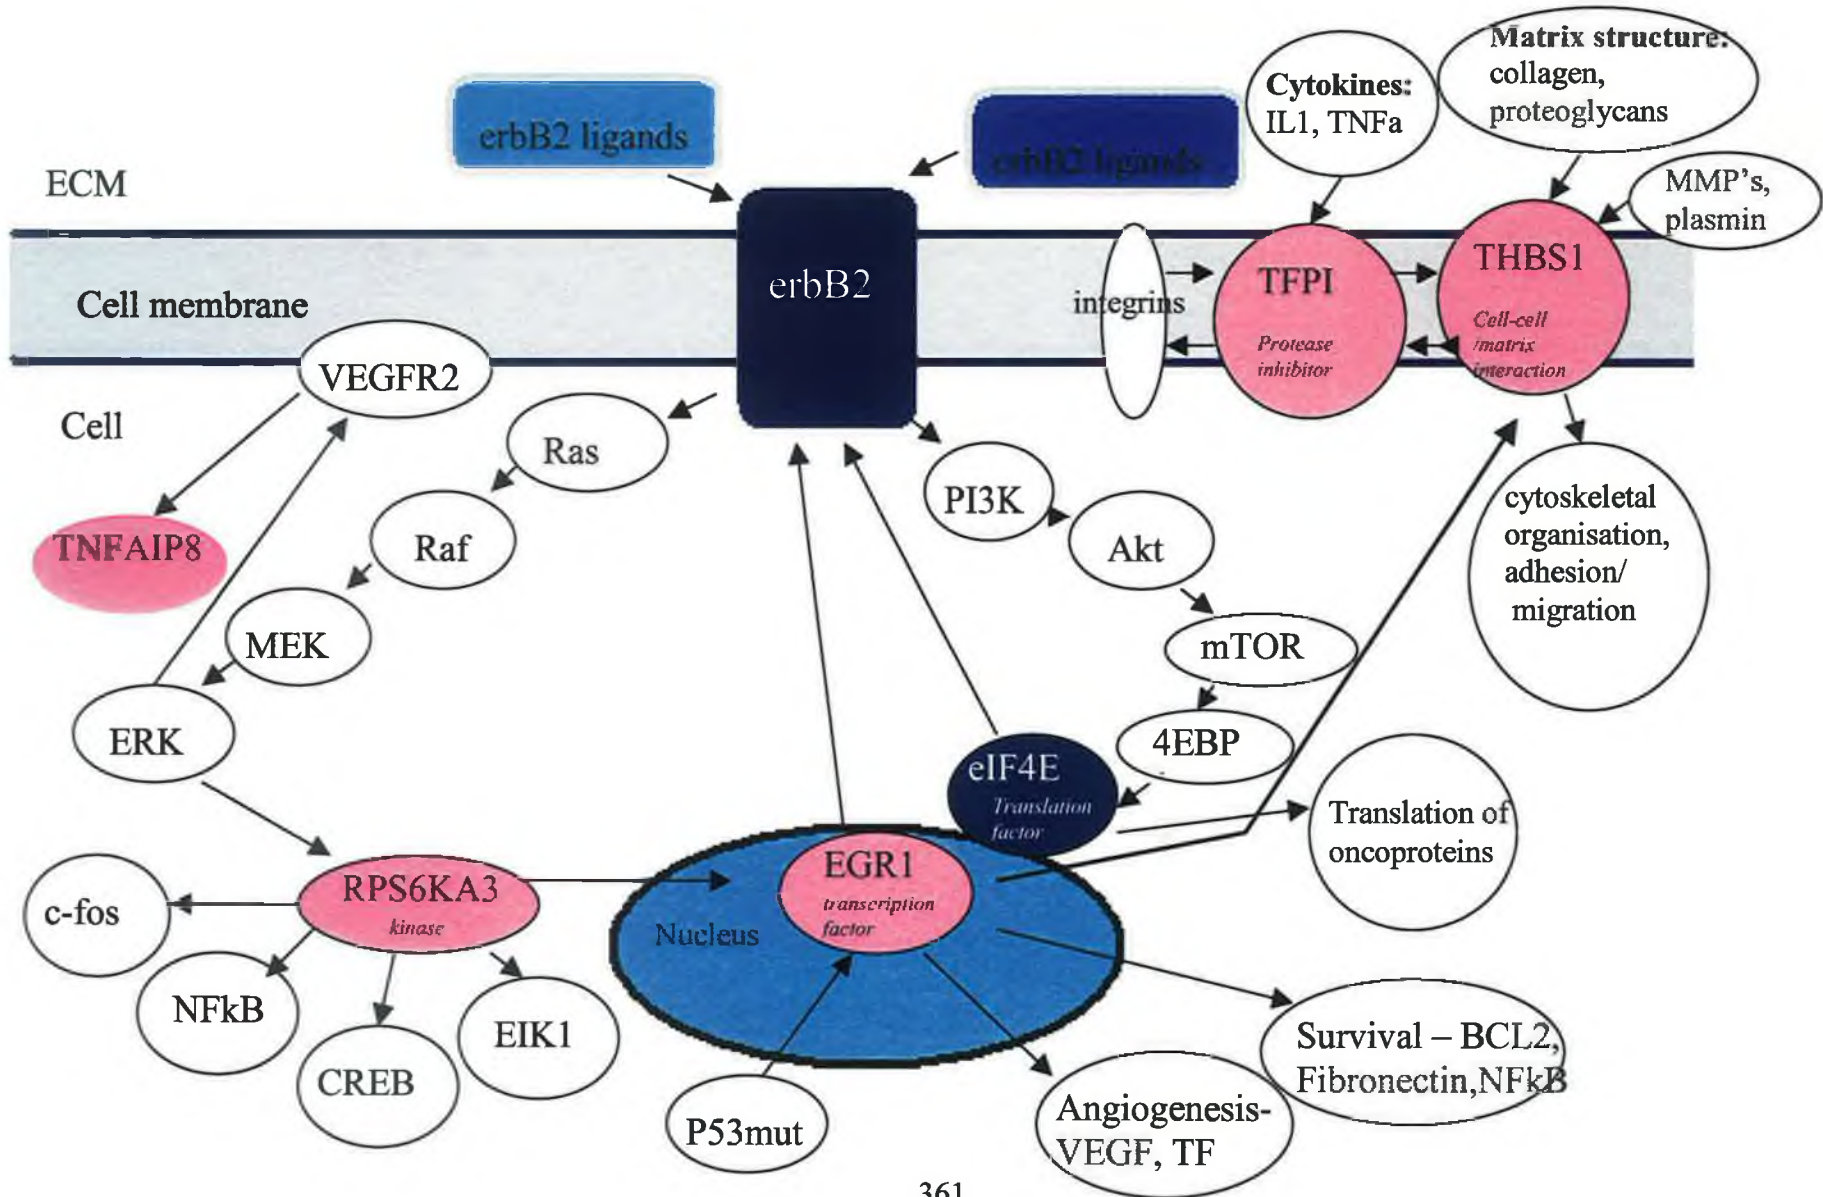 Matrix structure:
collagen,
proteoglycans
Cytokines:
IL1, TNFa
erbB2 ligands
erbB2 ligands
ECM
MMP's,
plasmin
erbB2
THBS1
Cell-cell
/matrix
interaction
TFPI
Protease
inhibitor
integrins
Cell membrane
VEGFR2
Cell
Ras
PI3K
cytoskeletal
organisation,
adhesion/
migration
TNFAIP8
Raf
Akt
MEK
mTOR
ERK
4EBP
eIF4E
Translation
factor
Translation of
oncoproteins
EGR1
transcription
factor
RPS6KA3
kinase
c-fos
Nucleus
NFkB
EIK1
CREB
Survival – BCL2,
Fibronectin,NFkB
P53mut
Angiogenesis-
VEGF, TF
361